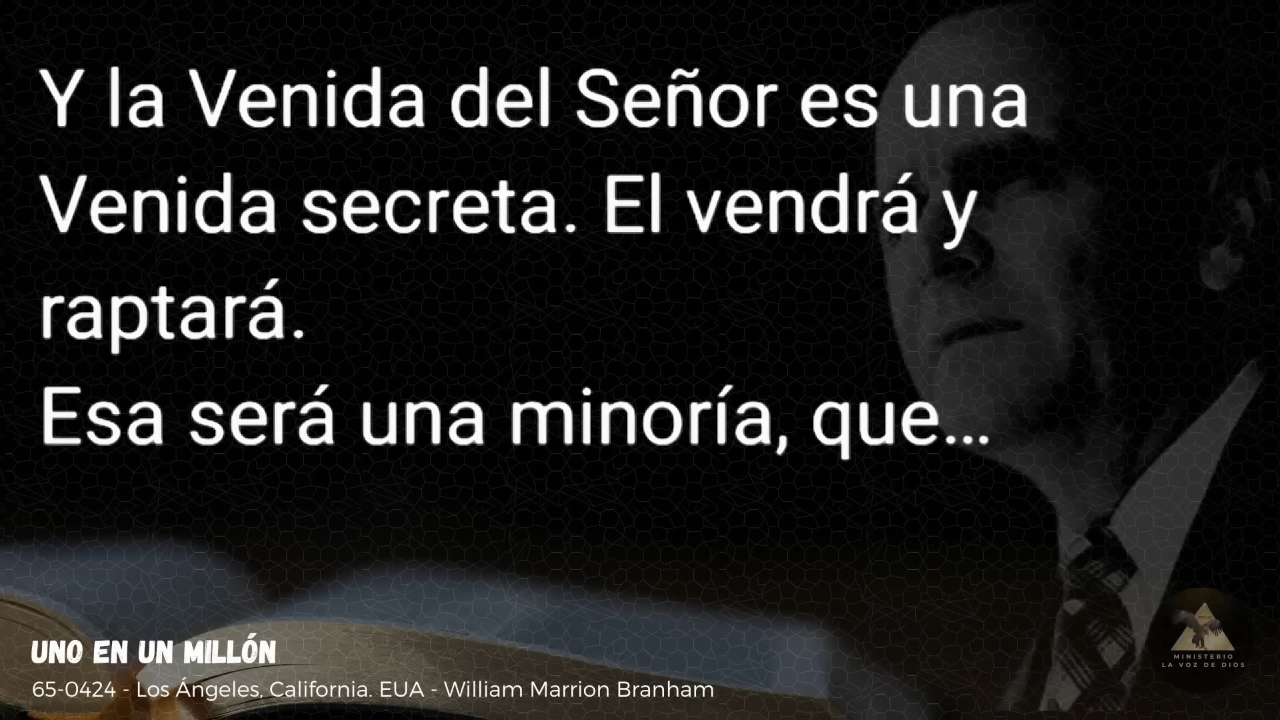 Y la Venida del Señor es una
Venida secreta. El vendrá y
raptará.
Esa será una minoría, que...
UNO EN UN MILLÓN
65-0424 - Los Ángeles, California. EUA - William Marrion Branham
MINISTERIO
LA VOZ DE DIOS